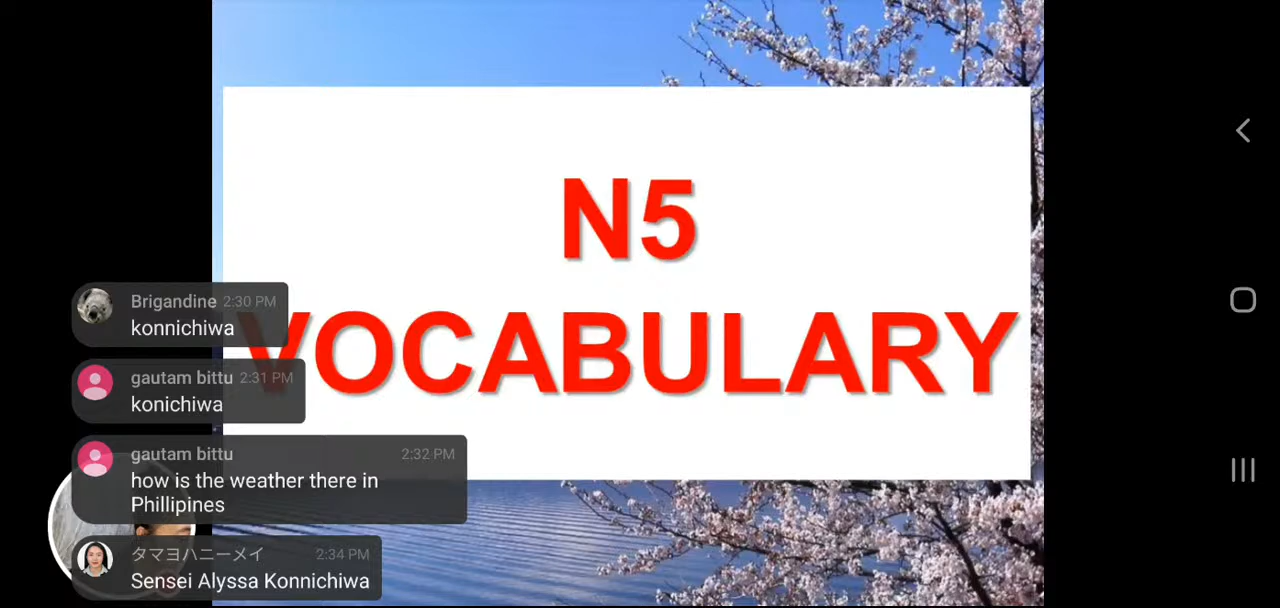 N5
VOCABULARY
Brigandine 2:30 PM
konnichiwa
gautam bittu 2:31 PM
konichiwa
gautam bittu 2:32 PM
how is the weather there in
Phillipines
タマヨハニーメイ 2:34 PM
Sensei Alyssa Konnichiwa